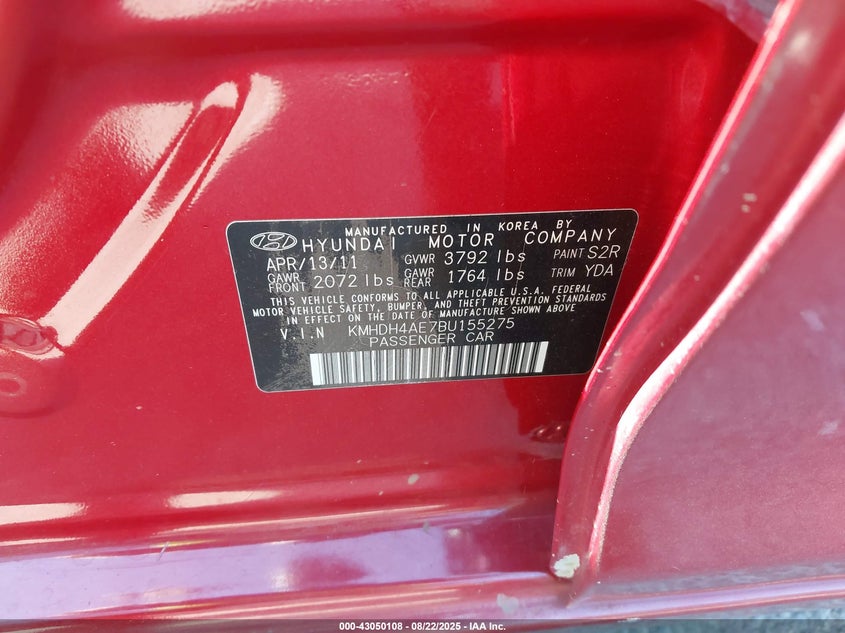 MANUFACTURED IN KOREA BY
HYUNDAI MOTOR COMPANY
APR/13/11 GVWR 3792 lbs PAINT S2R
GAWR FRONT 2072 lbs GAWR REAR 1764 lbs TRIM YDA
THIS VEHICLE CONFORMS TO ALL APPLICABLE U.S.A. FEDERAL
MOTOR VEHICLE SAFETY, BUMPER, AND THEFT PREVENTION STANDARDS
IN EFFECT ON THE DATE OF MANUFACTURE SHOWN ABOVE
V.I.N KMHDH4AE7BU155275
PASSENGER CAR
000-43050108 - 08/22/2025 - IAA Inc.